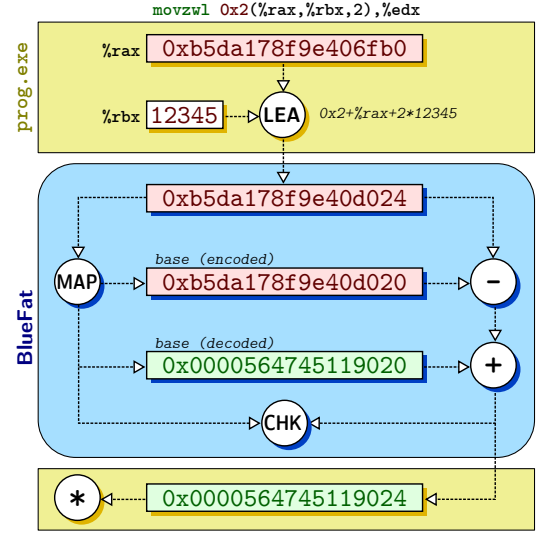 movzwl 0x2(%rax,%rbx,2),%edx
prog.exe
%rax 0xb5da178f9e406fb0
%rbx 12345 LEA 0x2+%rax+2*12345
BlueFat
0xb5da178f9e40d024
base (encoded)
MAP 0xb5da178f9e40d020 -
base (decoded)
0x0000564745119020 +
CHK
* 0x0000564745119024